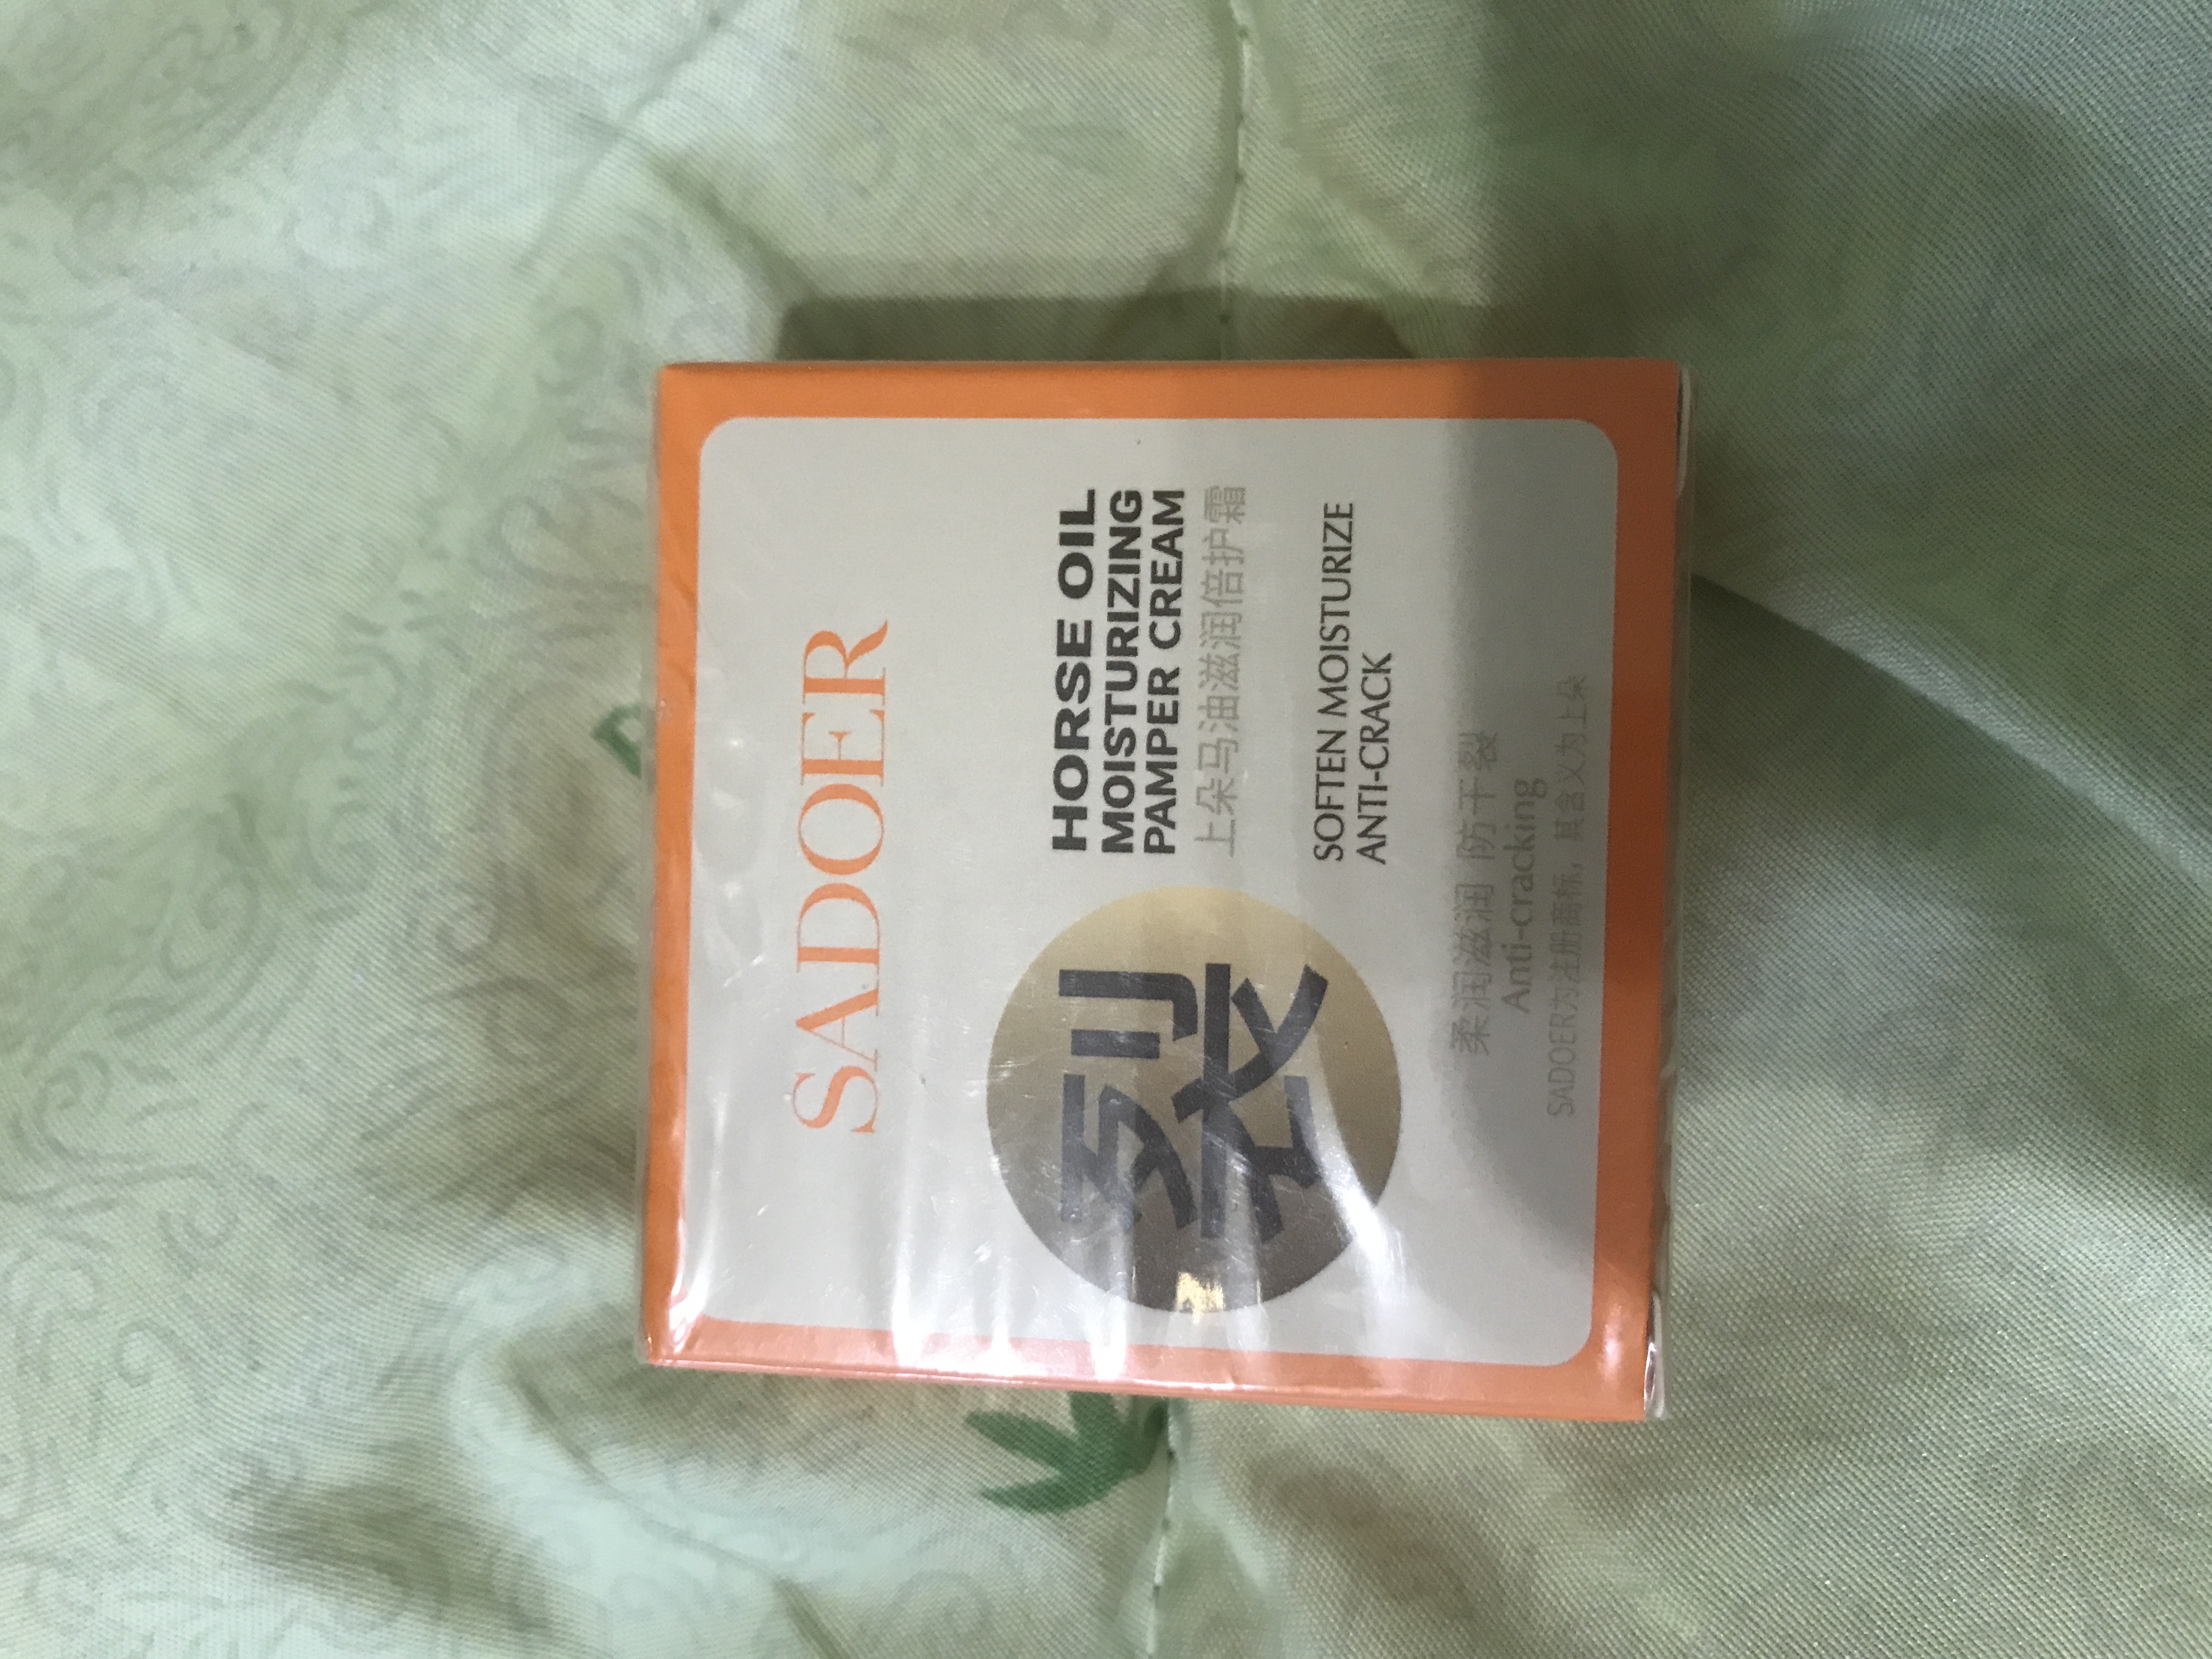 SADOER
裂
HORSE OIL
MOISTURIZING
PAMPER CREAM
上朵马油滋润倍护霜
SOFTEN MOISTURIZE
ANTI-CRACK
柔润滋润 防干裂
Anti-cracking
SADOER为注册商标，其含义为上朵